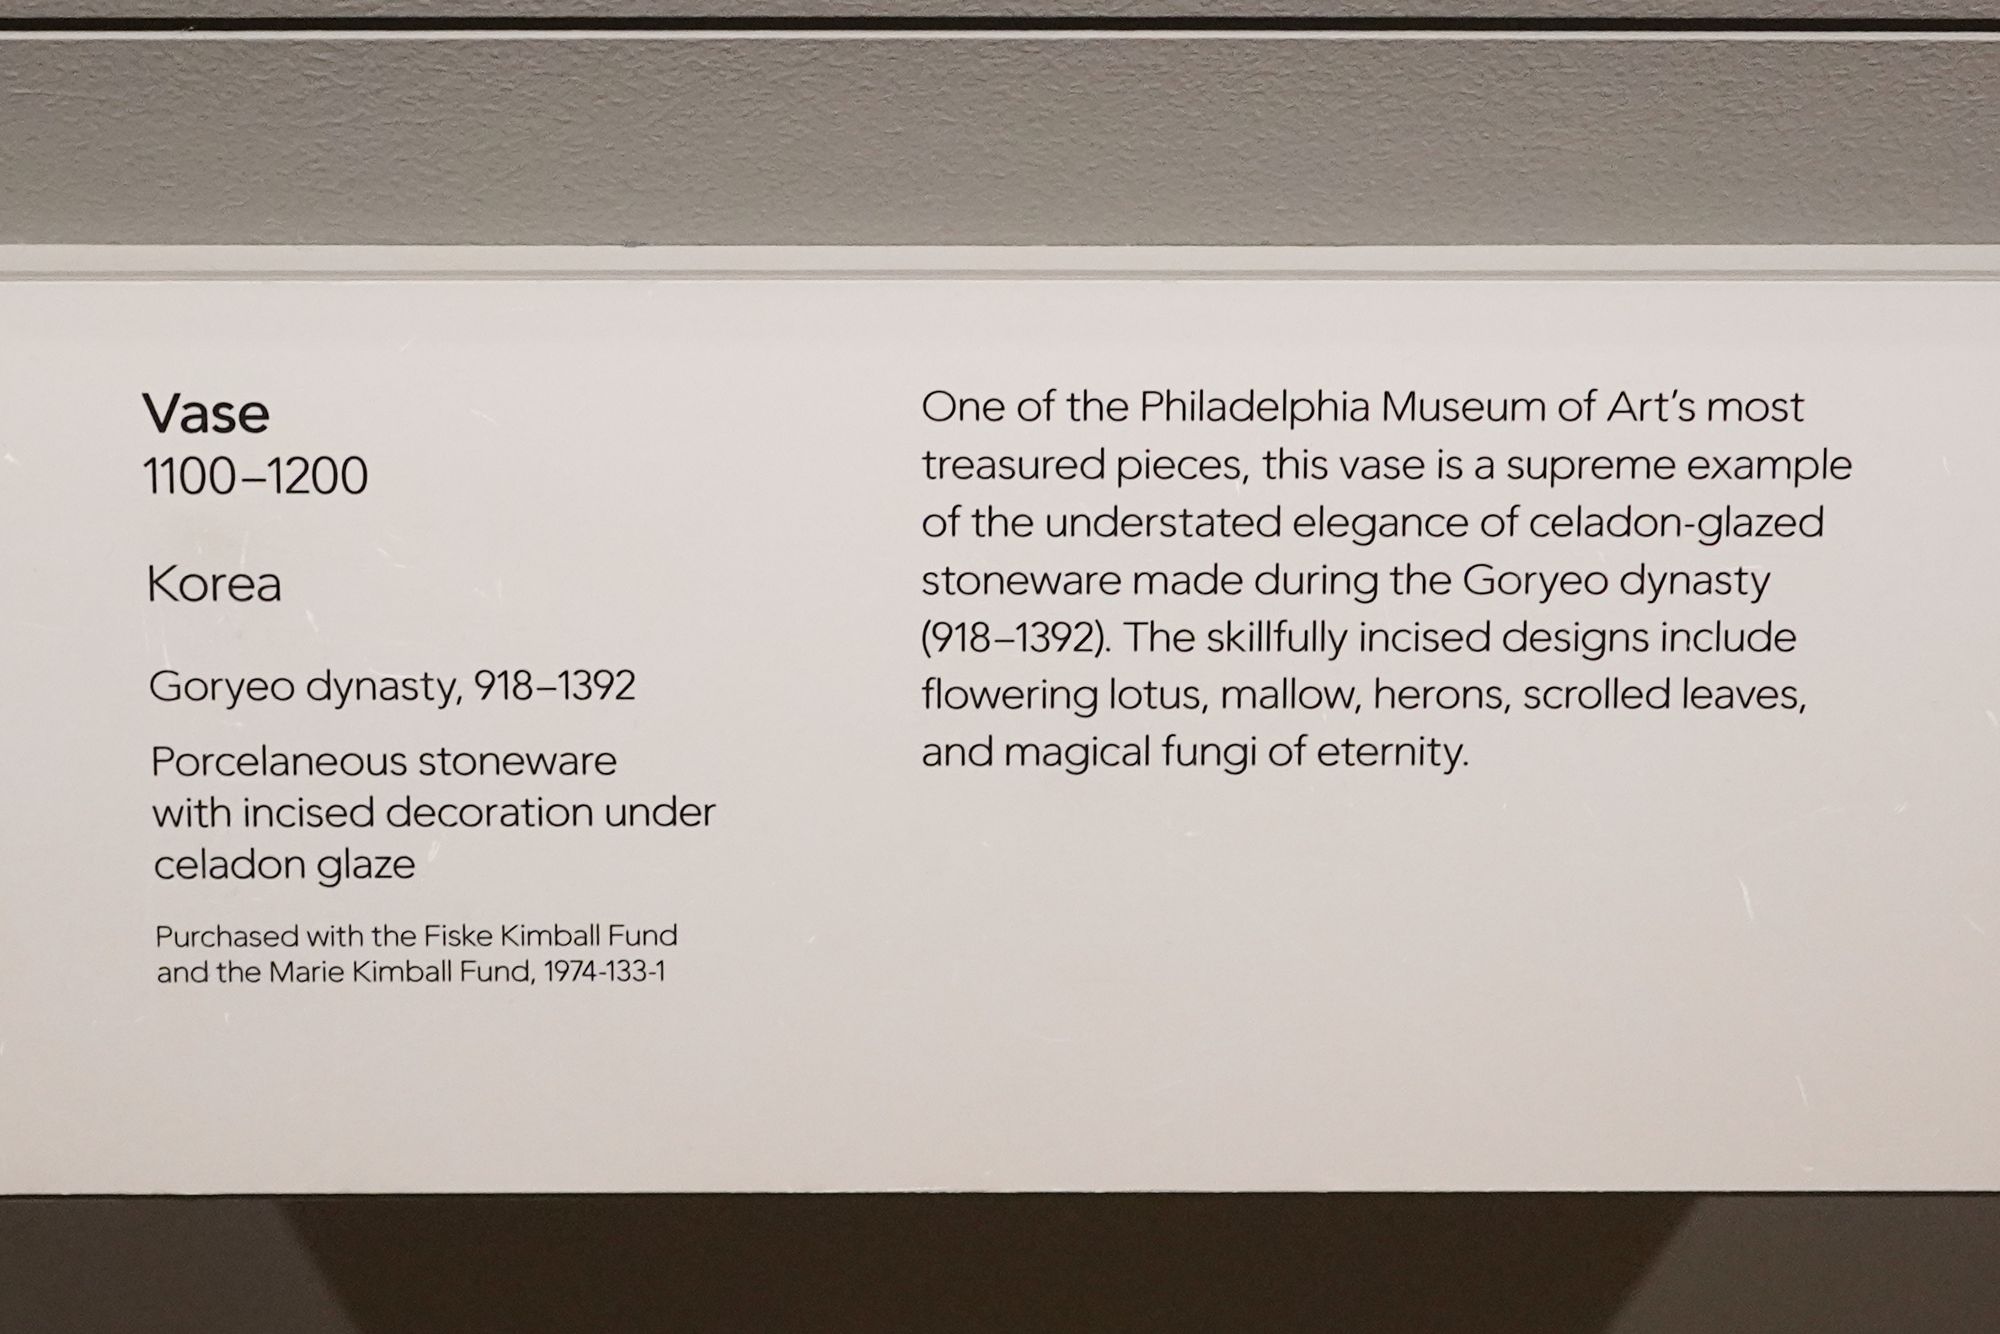 Vase
1100–1200
Korea
Goryeo dynasty, 918–1392
Porcelaneous stoneware
with incised decoration under
celadon glaze
Purchased with the Fiske Kimball Fund
and the Marie Kimball Fund, 1974-133-1
One of the Philadelphia Museum of Art’s most
treasured pieces, this vase is a supreme example
of the understated elegance of celadon-glazed
stoneware made during the Goryeo dynasty
(918–1392). The skillfully incised designs include
flowering lotus, mallow, herons, scrolled leaves,
and magical fungi of eternity.